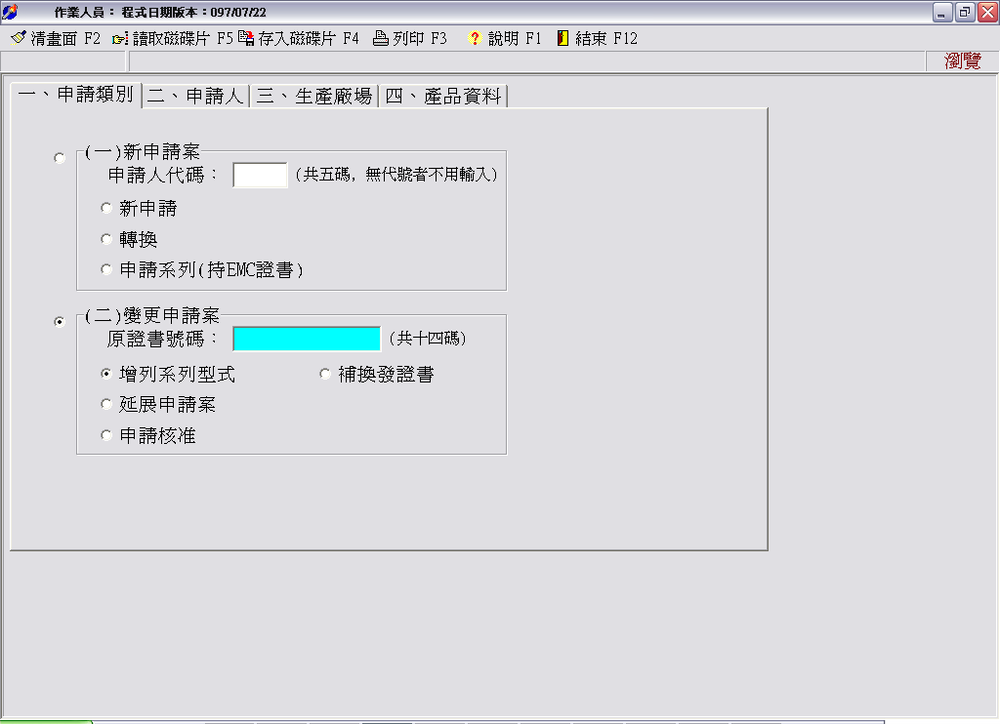 作業人員： 程式日期版本：097/07/22
清畫面 F2 讀取磁碟片 F5 存入磁碟片 F4 列印 F3 ? 說明 F1 結束 F12
瀏覽
一、申請類別 二、申請人 三、生產廠場 四、產品資料
(一)新申請案
申請人代碼： (共五碼, 無代號者不用輸入)
新申請
轉換
申請系列(持EMC證書)
(二)變更申請案
原證書號碼： (共十四碼)
增列系列型式 補換發證書
延展申請案
申請核准